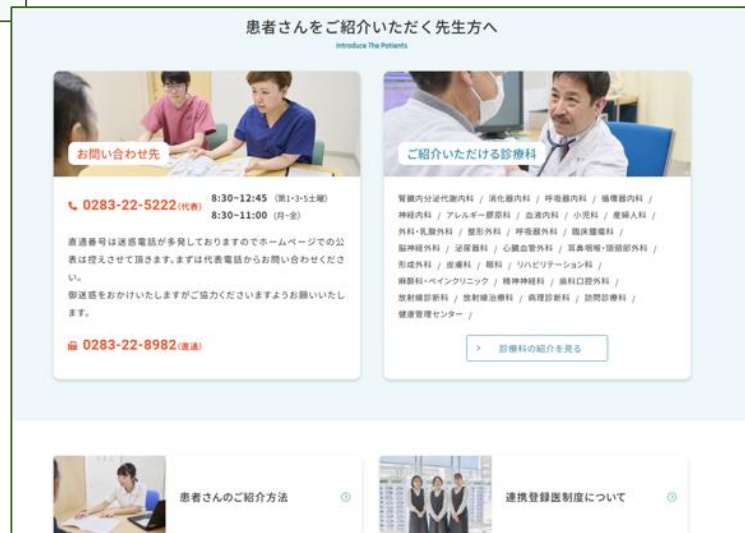 患者さんをご紹介いただく先生方へ
Introduce The Patients
お問い合わせ先
0283-22-5222(代表)
8:30~12:45 (第1・3・5土曜)
8:30~11:00 (月~金)
直通番号は迷惑電話が多発しておりますのでホームページでの公
表は控えさせて頂きます。まずは代表電話からお問い合わせくださ
い。
御迷惑をおかけいたしますがご協力くださいますようお願いいたし
ます。
0283-22-8982(直通)
ご紹介いただける診療科
腎臓内分泌代謝内科 / 消化器内科 / 呼吸器内科 / 循環器内科 /
神経内科 / アレルギー膠原科 / 血液内科 / 小児科 / 産婦人科 /
外科・乳腺外科 / 整形外科 / 呼吸器外科 / 臨床腫瘍科 /
脳神経外科 / 泌尿器科 / 心臓血管外科 / 耳鼻咽喉・頭頸部外科 /
形成外科 / 皮膚科 / 眼科 / リハビリテーション科 /
麻酔科・ペインクリニック / 精神神経科 / 歯科口腔外科 /
放射線診断科 / 放射線治療科 / 病理診断科 / 訪問診療科 /
健康管理センター /
診療科の紹介を見る
患者さんのご紹介方法
連携登録医制度について